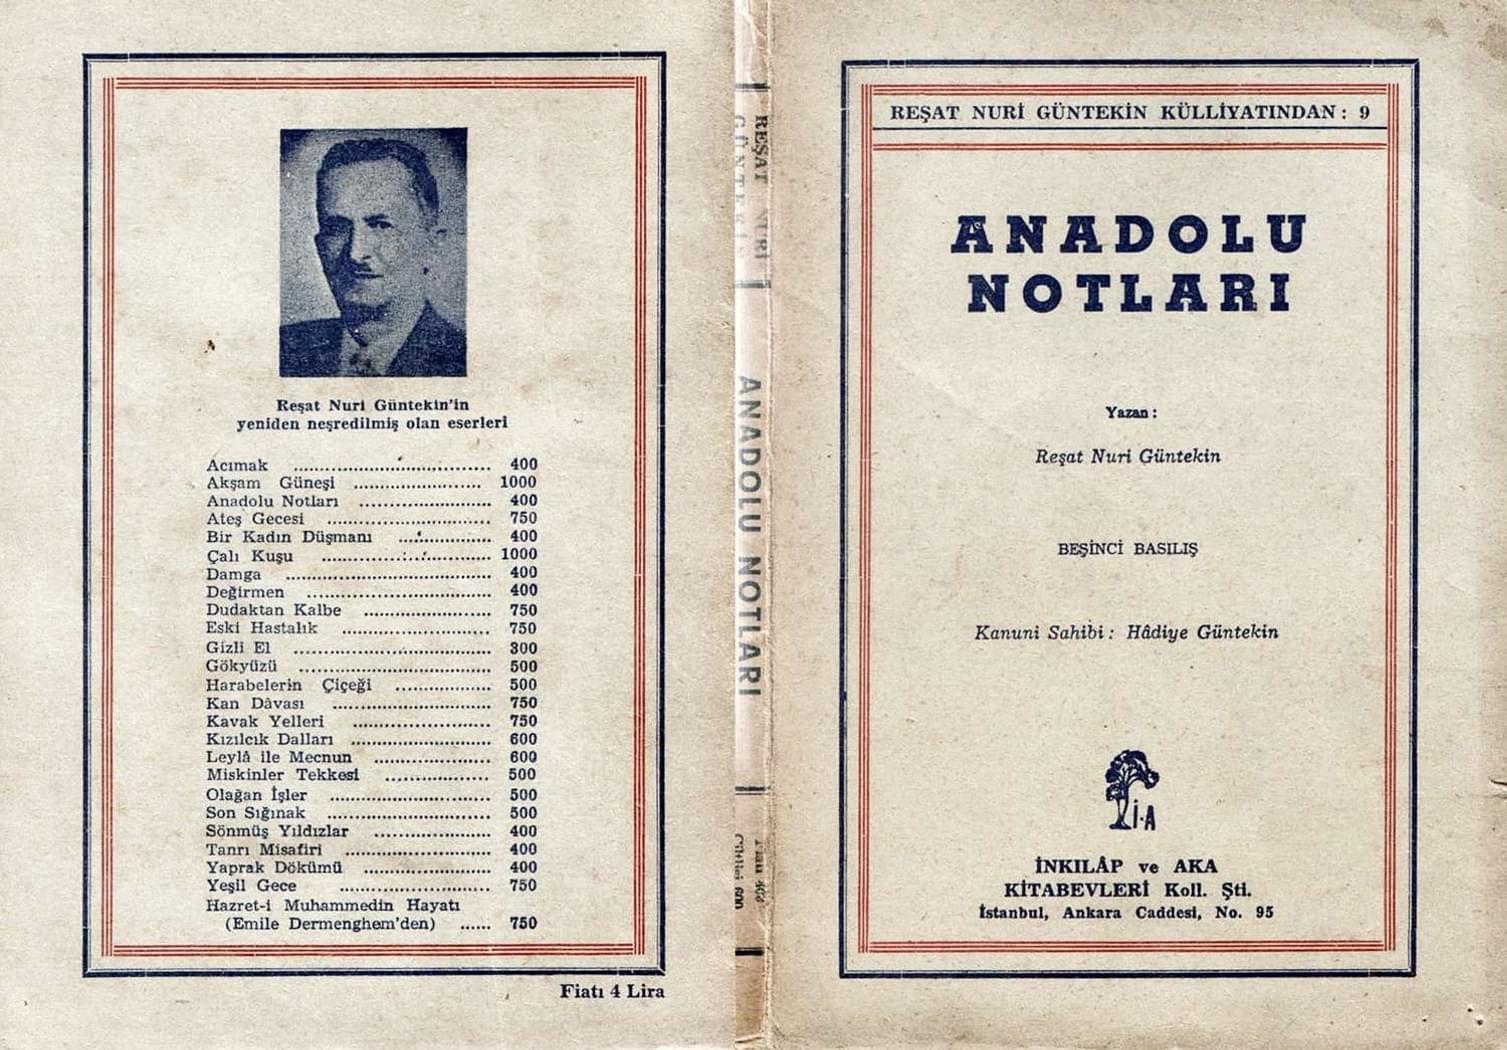 Reşat Nuri Güntekin'in
yeniden neşredilmiş olan eserleri
Acımak ........ 400
Akşam Güneşi ........ 1000
Anadolu Notları ........ 400
Ateş Gecesi ........ 750
Bir Kadın Düşmanı ........ 400
Çalı Kuşu ........ 1000
Damga ........ 400
Değirmen ........ 400
Dudaktan Kalbe ........ 750
Eski Hastalık ........ 750
Gizli El ........ 300
Gökyüzü ........ 500
Harabelerin Çiçeği ........ 500
Kan Dâvası ........ 750
Kavak Yelleri ........ 750
Kızılcık Dalları ........ 600
Leylâ ile Mecnun ........ 600
Miskinler Tekkesi ........ 500
Olağan İşler ........ 500
Son Sığınak ........ 500
Sönmüş Yıldızlar ........ 400
Tanrı Misafiri ........ 400
Yaprak Dökümü ........ 400
Yeşil Gece ........ 750
Hazret-i Muhammedin Hayatı
(Emile Dermenghem'den) ...... 750
Fiatı 4 Lira
REŞAT NURİ
GÜNTEKİN
ANADOLU NOTLARI
Ciltlisi 600
REŞAT NURİ GÜNTEKİN KÜLLİYATINDAN : 9
ANADOLU
NOTLARI
Yazan :
Reşat Nuri Güntekin
BEŞİNCİ BASILIŞ
Kanuni Sahibi : Hâdiye Güntekin
İ.A
İNKILÂP ve AKA
KİTABEVLERİ Koll. Şti.
İstanbul, Ankara Caddesi, No. 95